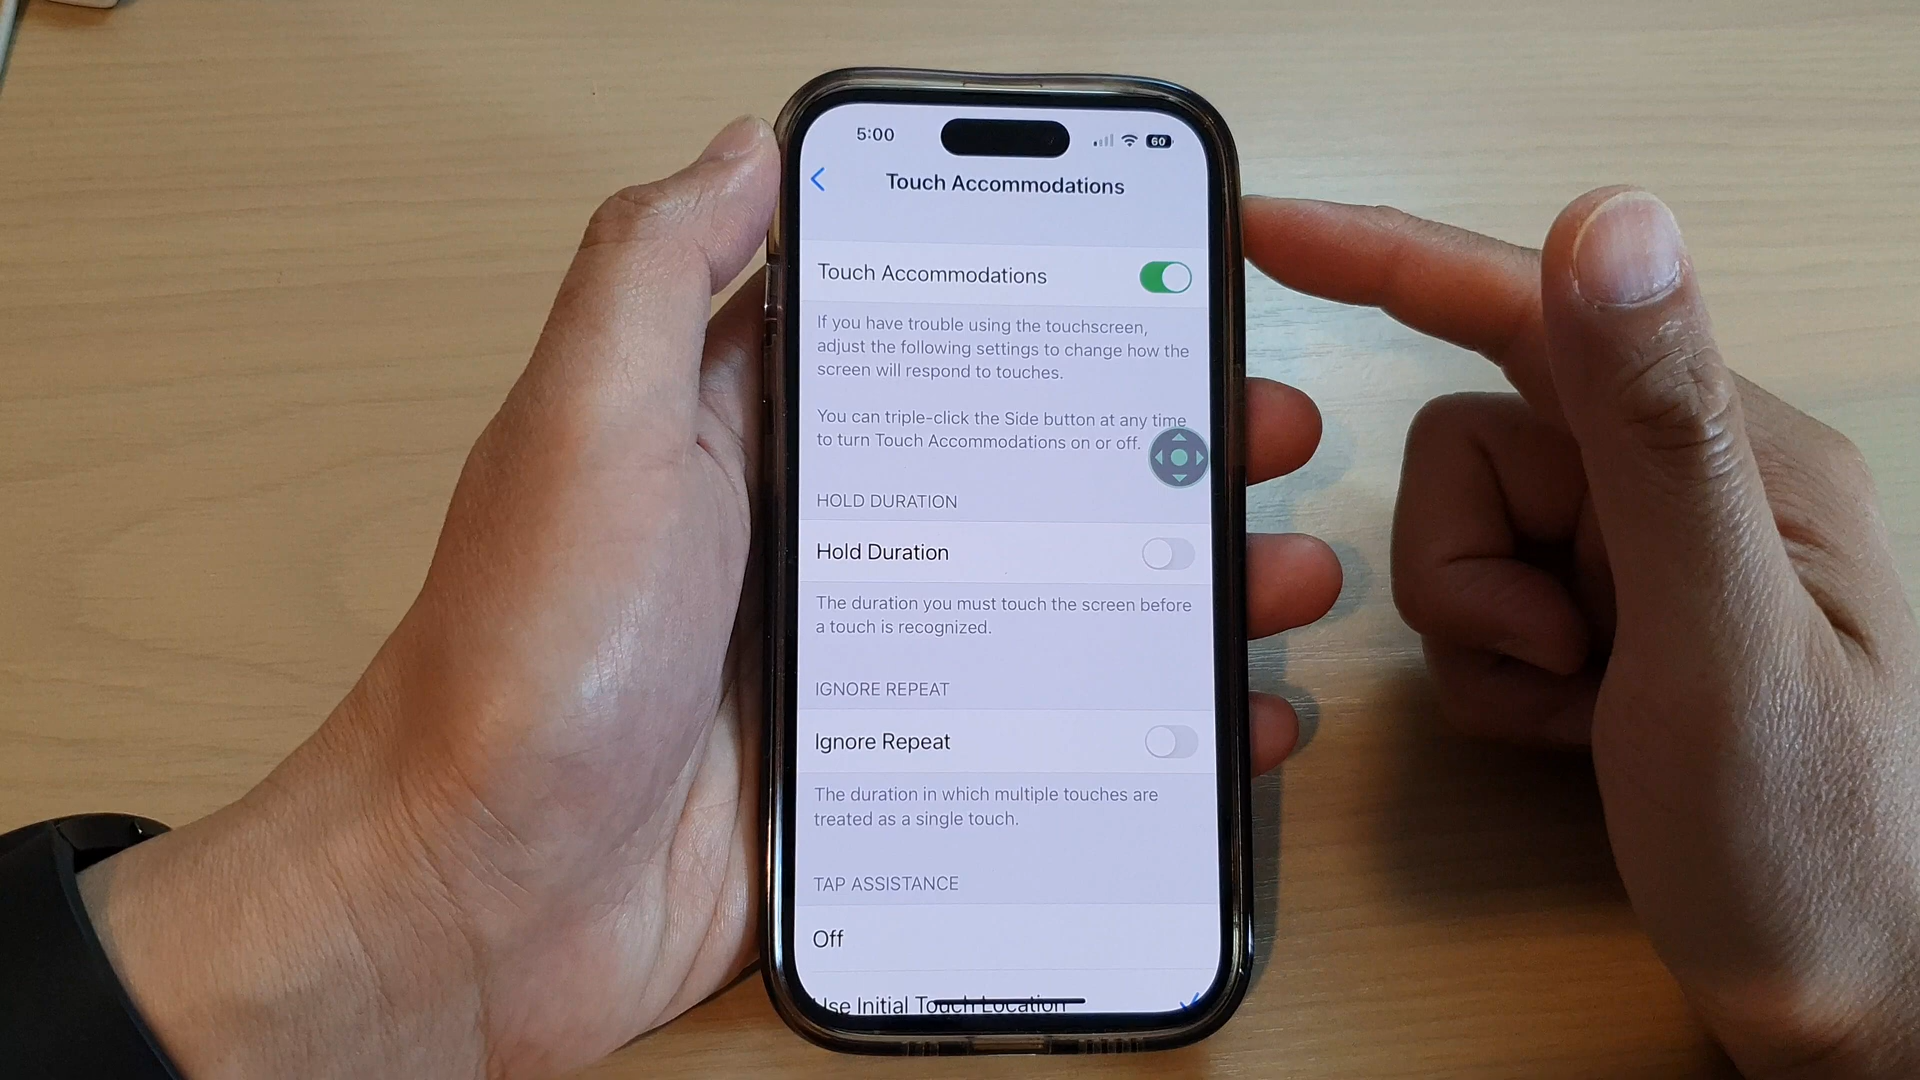 5:00
60
Touch Accommodations
Touch Accommodations
If you have trouble using the touchscreen,
adjust the following settings to change how the
screen will respond to touches.
You can triple-click the Side button at any time
to turn Touch Accommodations on or off.
HOLD DURATION
Hold Duration
The duration you must touch the screen before
a touch is recognized.
IGNORE REPEAT
Ignore Repeat
The duration in which multiple touches are
treated as a single touch.
TAP ASSISTANCE
Off
Use Initial Touch Location